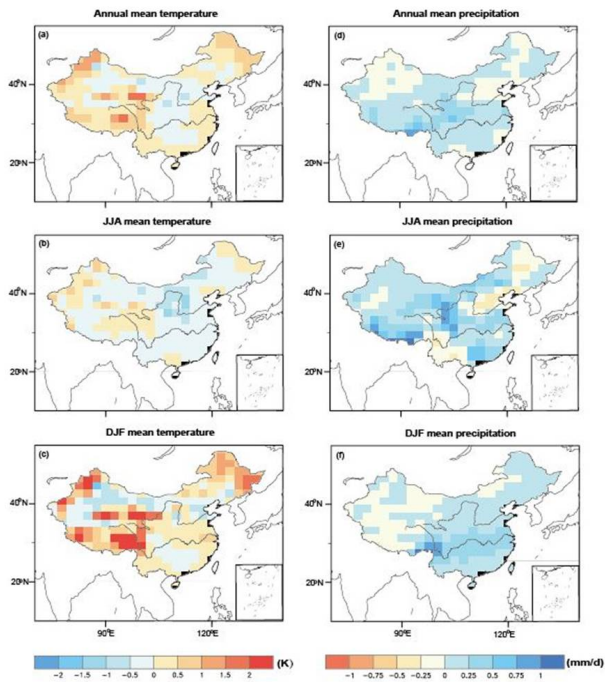 Annual mean temperature
Annual mean precipitation
(a)
(d)
40°N
20°N
40°N
20°N
JJA mean temperature
JJA mean precipitation
(b)
(e)
40°N
20°N
40°N
20°N
DJF mean temperature
DJF mean precipitation
(c)
(f)
40°N
20°N
40°N
20°N
90°E
120°E
90°E
120°E
(K)
(mm/d)
-2 -1.5 -1 -0.5 0 0.5 1 1.5 2
-1 -0.75 -0.5 -0.25 0 0.25 0.5 0.75 1